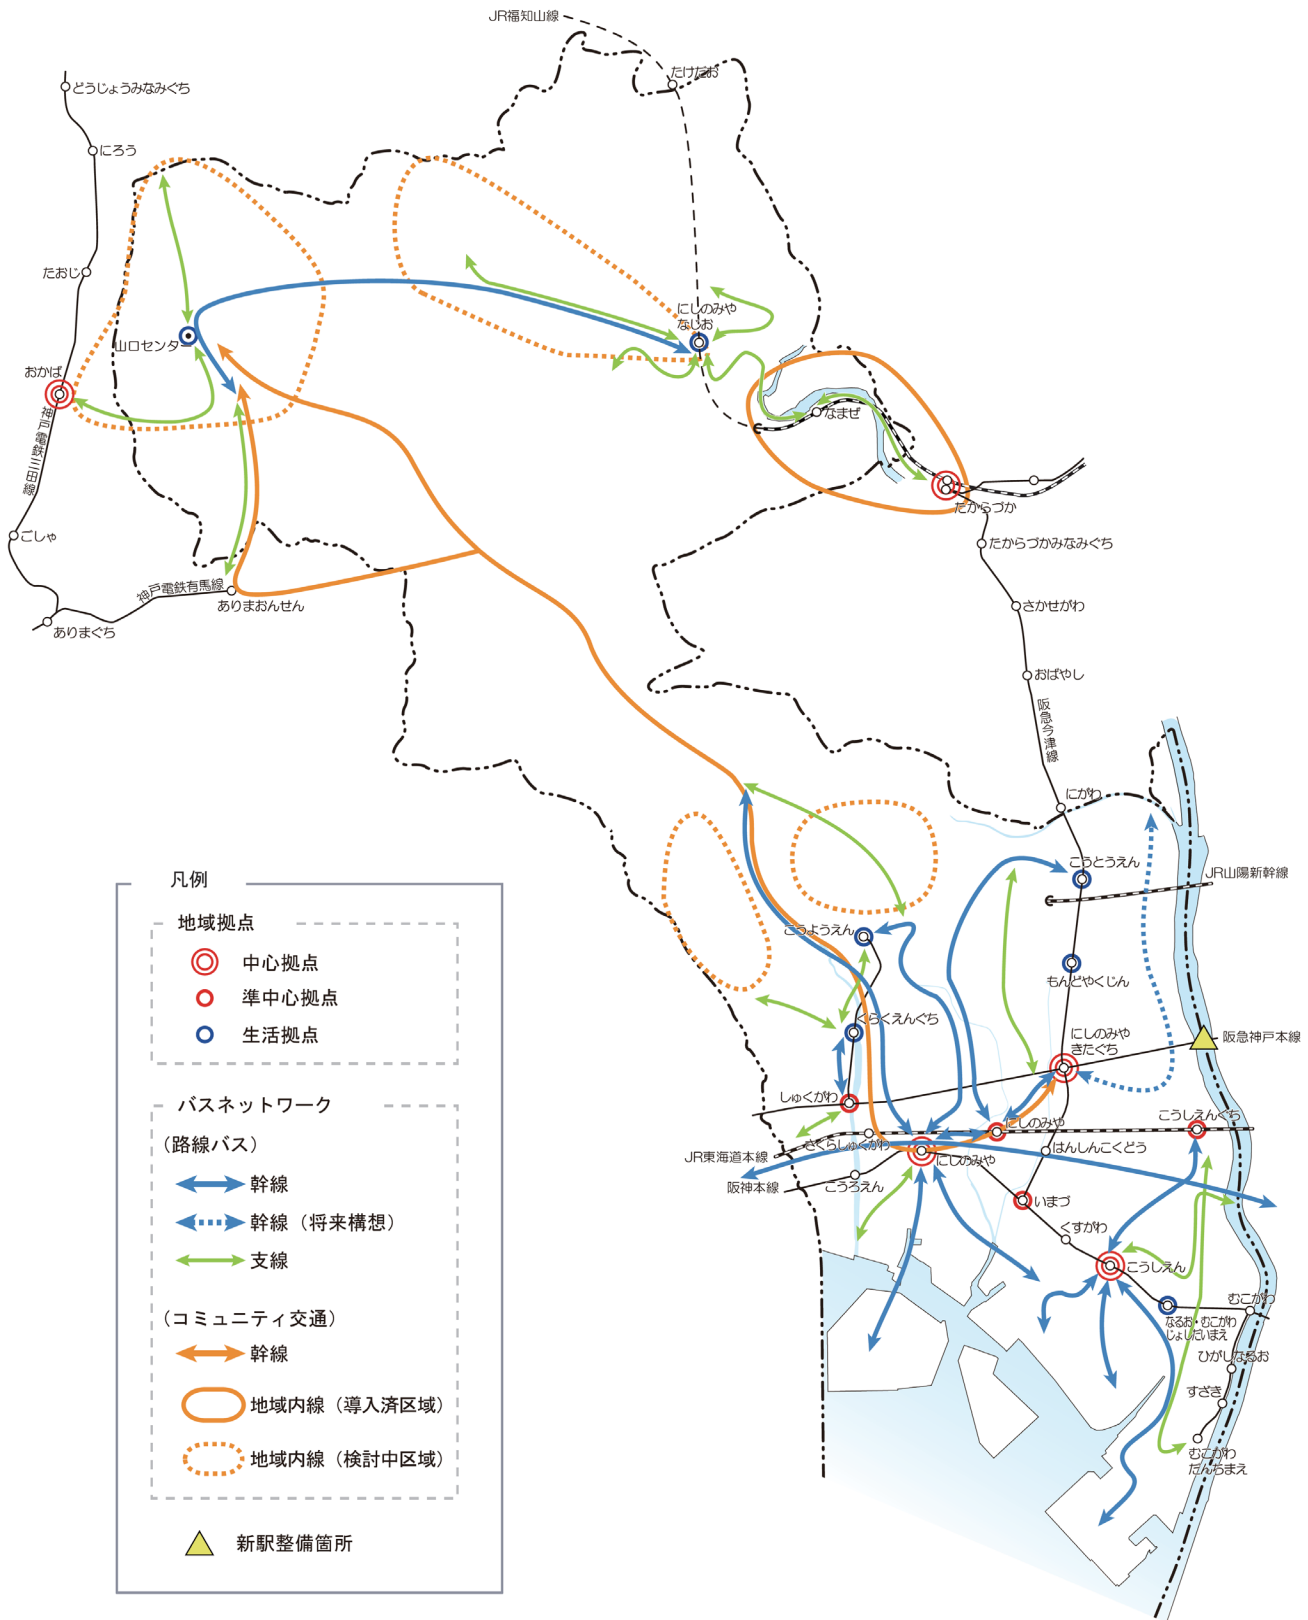 JR福知山線
たけだお
どうじょうみなみぐち
にろう
たおじ
にしのみや
なじお
山口センター
おかば
神戸電鉄三田線
なまぜ
たからづか
ごしゃ
たからづかみなみぐち
神戸電鉄有馬線
ありまおんせん
ありまぐち
さかせがわ
おばやし
阪急今津線
にがわ
こうとうえん
JR山陽新幹線
こうようえん
もんどやくじん
くらくえんぐち
にしのみや
きたぐち
阪急神戸本線
しゅくがわ
にしのみや
こうしえんぐち
さくらしゅくがわ
はんしんこくどう
JR東海道本線
にしのみや
阪神本線
こうろえん
いまづ
くすがわ
こうしえん
むこがわ
なるお・むこがわ
じょしだいまえ
ひがしなるお
すざき
むこがわ
だんちまえ
凡例
地域拠点
中心拠点
準中心拠点
生活拠点
バスネットワーク
（路線バス）
幹線
幹線（将来構想）
支線
（コミュニティ交通）
幹線
地域内線（導入済区域）
地域内線（検討中区域）
新駅整備箇所